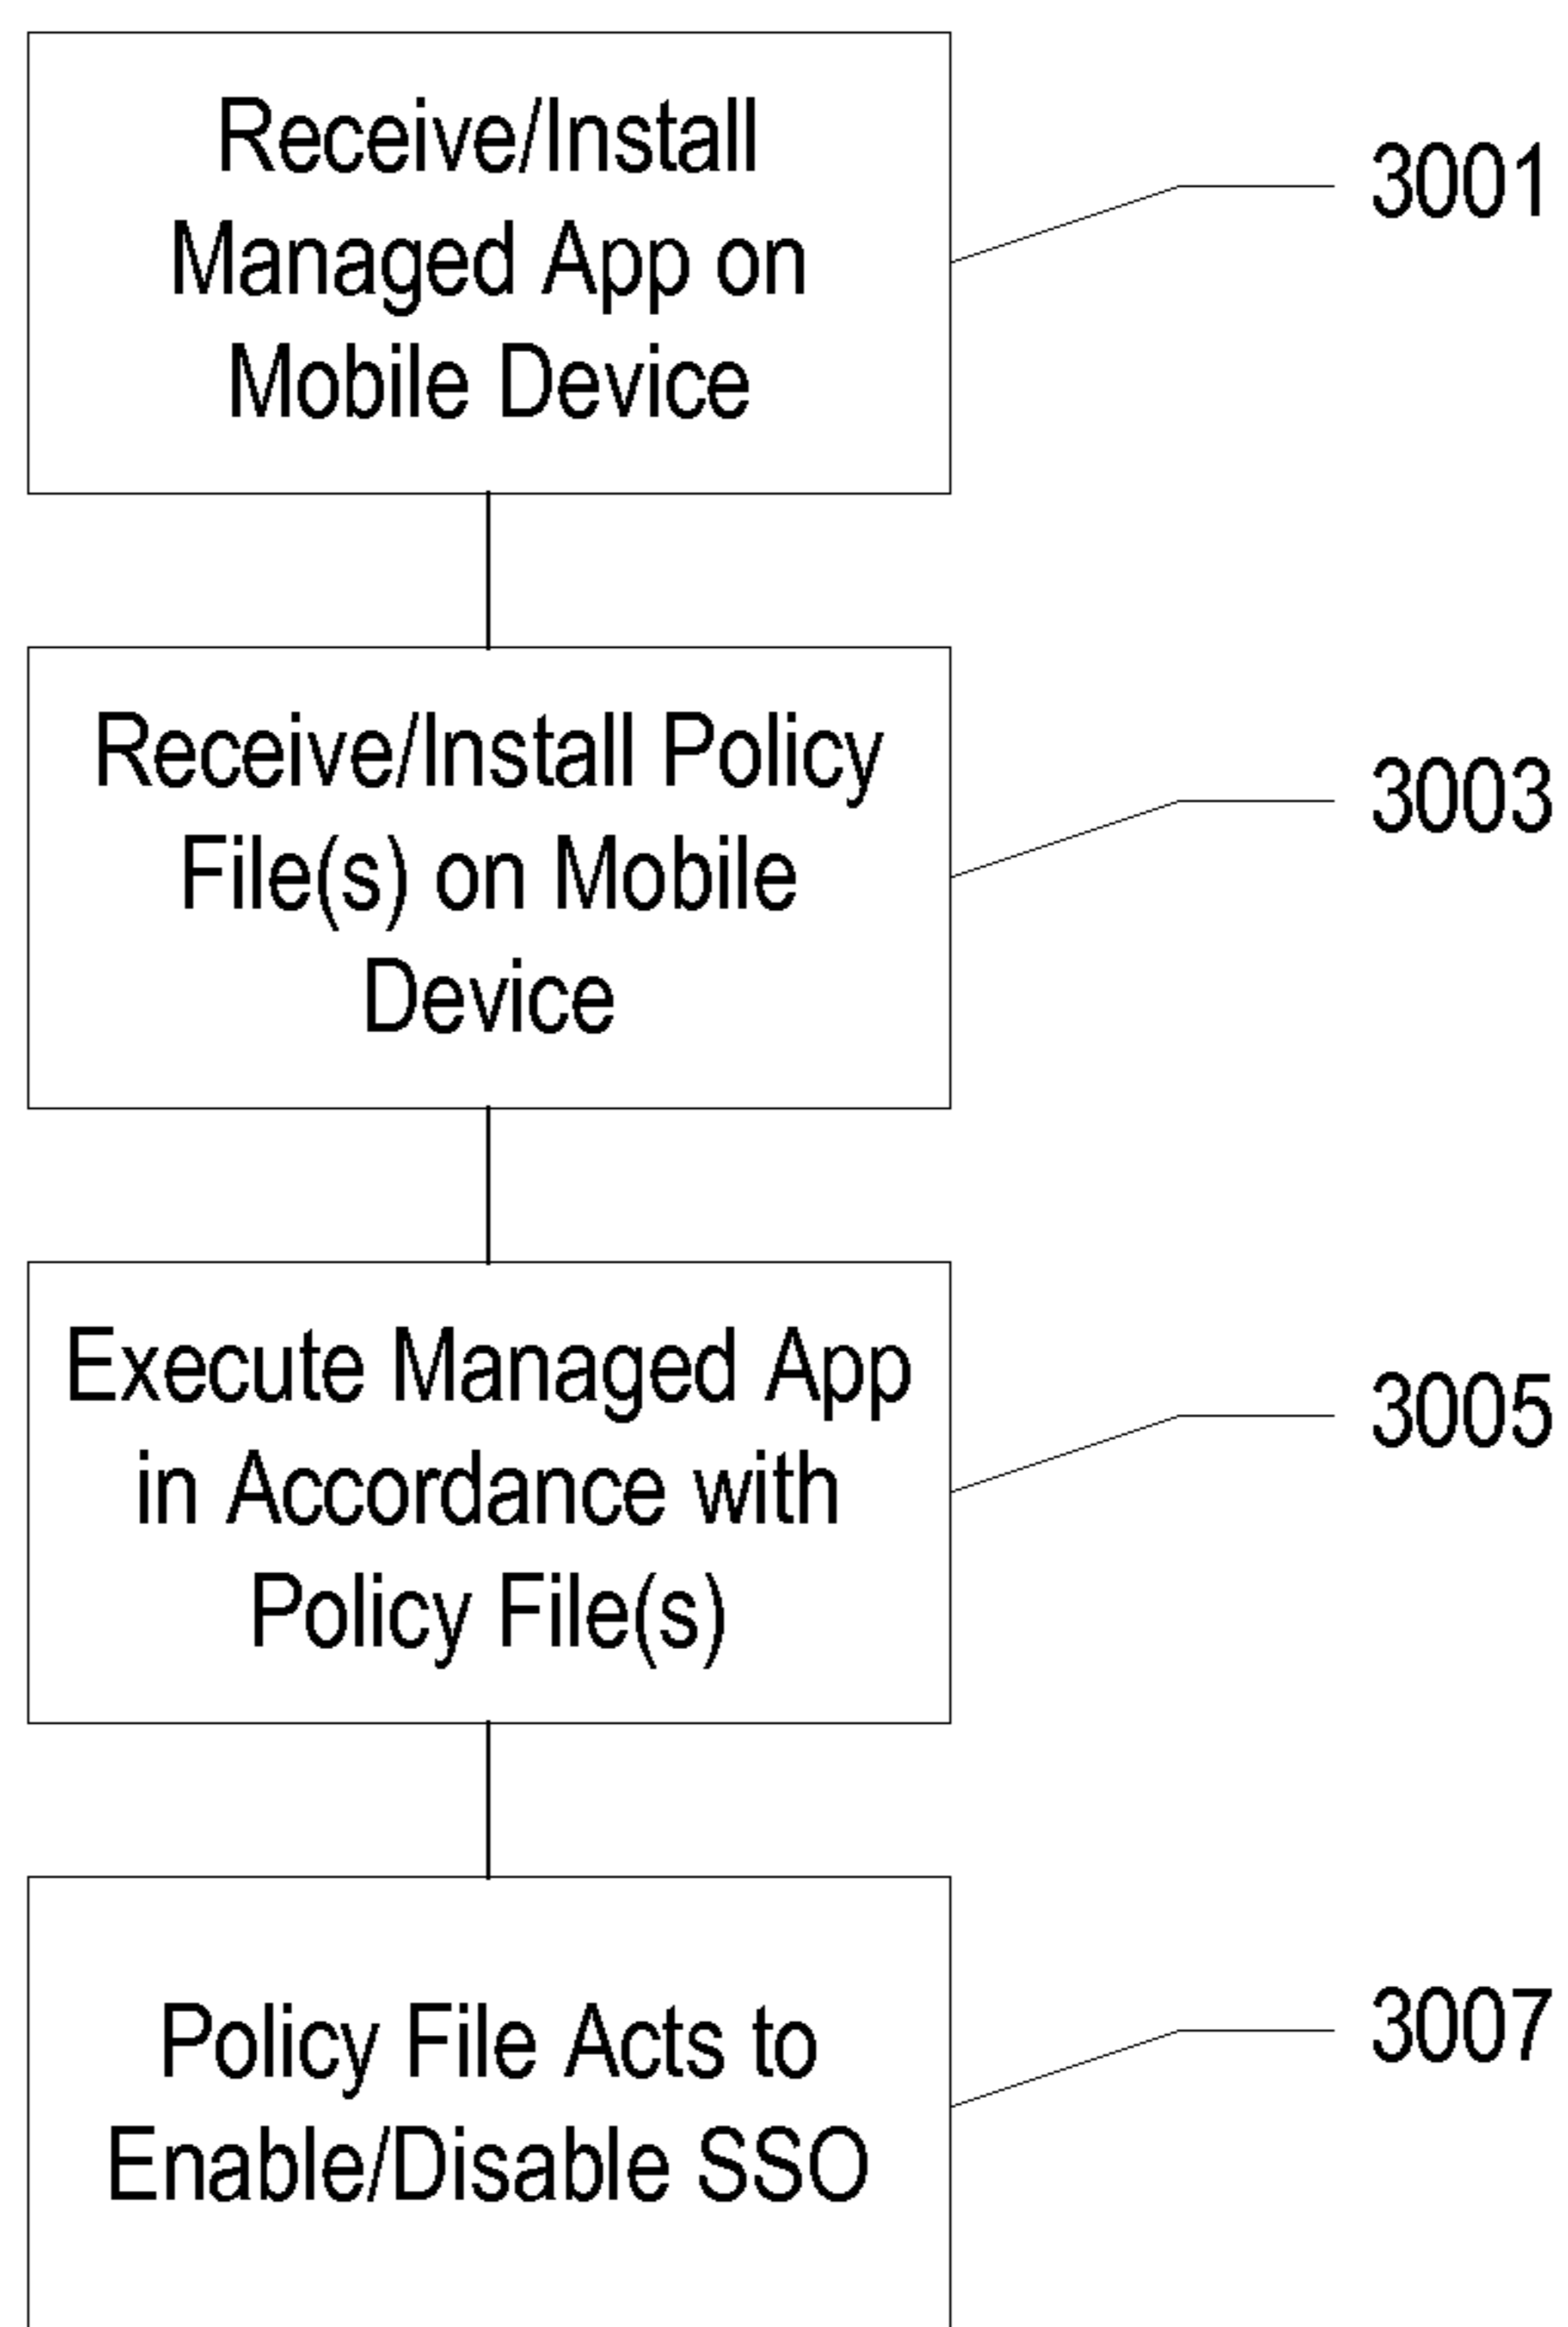 Receive/Install
Managed App on
Mobile Device
3001
Receive/Install Policy
File(s) on Mobile
Device
3003
Execute Managed App
in Accordance with
Policy File(s)
3005
Policy File Acts to
Enable/Disable SSO
3007